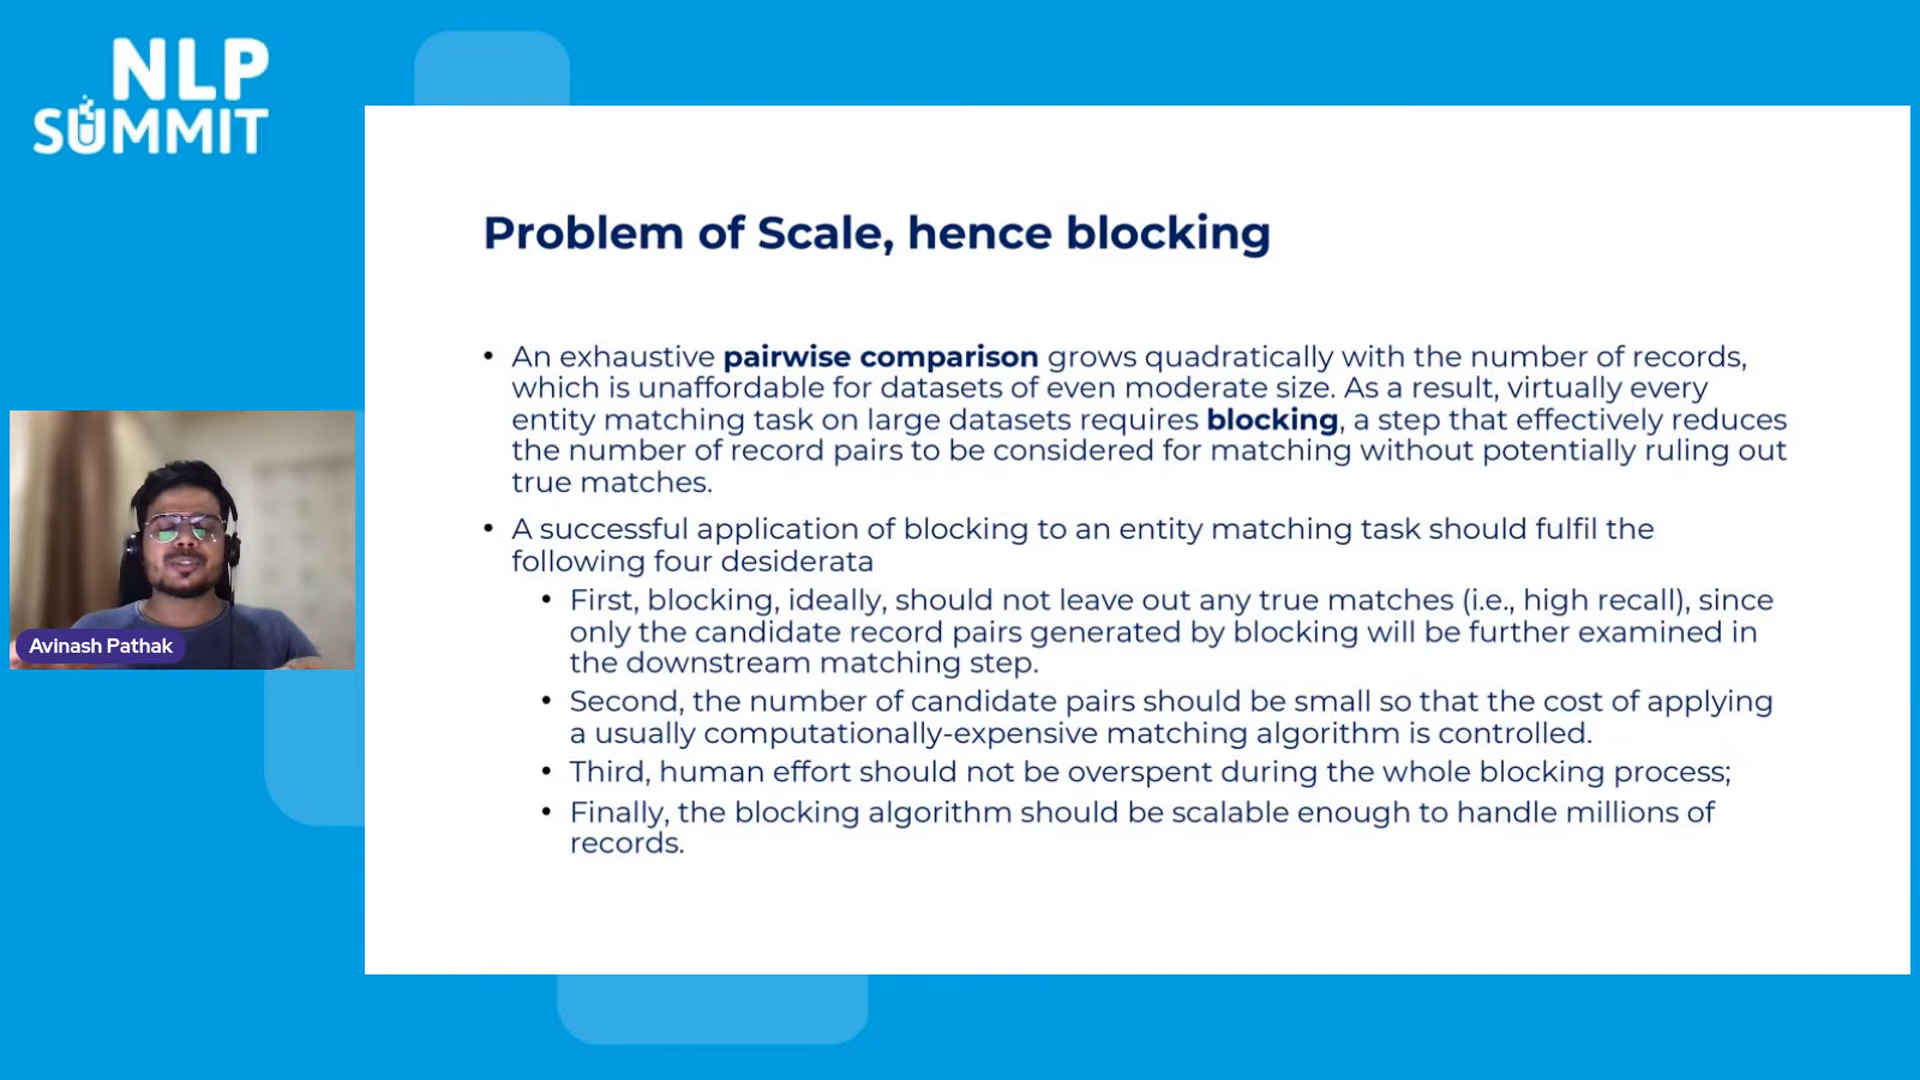 NLP
SUMMIT
Problem of Scale, hence blocking
• An exhaustive pairwise comparison grows quadratically with the number of records,
which is unaffordable for datasets of even moderate size. As a result, virtually every
entity matching task on large datasets requires blocking, a step that effectively reduces
the number of record pairs to be considered for matching without potentially ruling out
true matches.
• A successful application of blocking to an entity matching task should fulfil the
following four desiderata
• First, blocking, ideally, should not leave out any true matches (i.e., high recall), since
only the candidate record pairs generated by blocking will be further examined in
the downstream matching step.
• Second, the number of candidate pairs should be small so that the cost of applying
a usually computationally-expensive matching algorithm is controlled.
• Third, human effort should not be overspent during the whole blocking process;
• Finally, the blocking algorithm should be scalable enough to handle millions of
records.
Avinash Pathak